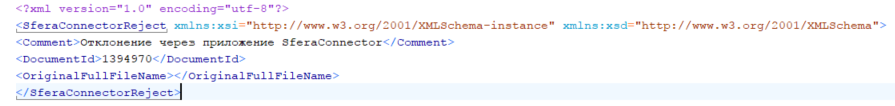 <?xml version="1.0" encoding="utf-8"?>
<SferaConnectorReject xmlns:xsi="http://www.w3.org/2001/XMLSchema-instance" xmlns:xsd="http://www.w3.org/2001/XMLSchema">
<Comment>Отклонение через приложение SferaConnector</Comment>
<DocumentId>1394970</DocumentId>
<OriginalFullFileName></OriginalFullFileName>
</SferaConnectorReject>